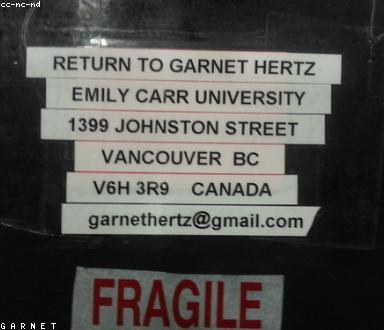 cc-nc-nd
RETURN TO GARNET HERTZ
EMILY CARR UNIVERSITY
1399 JOHNSTON STREET
VANCOUVER BC
V6H 3R9 CANADA
garnethertz@gmail.com
FRAGILE
GARNET